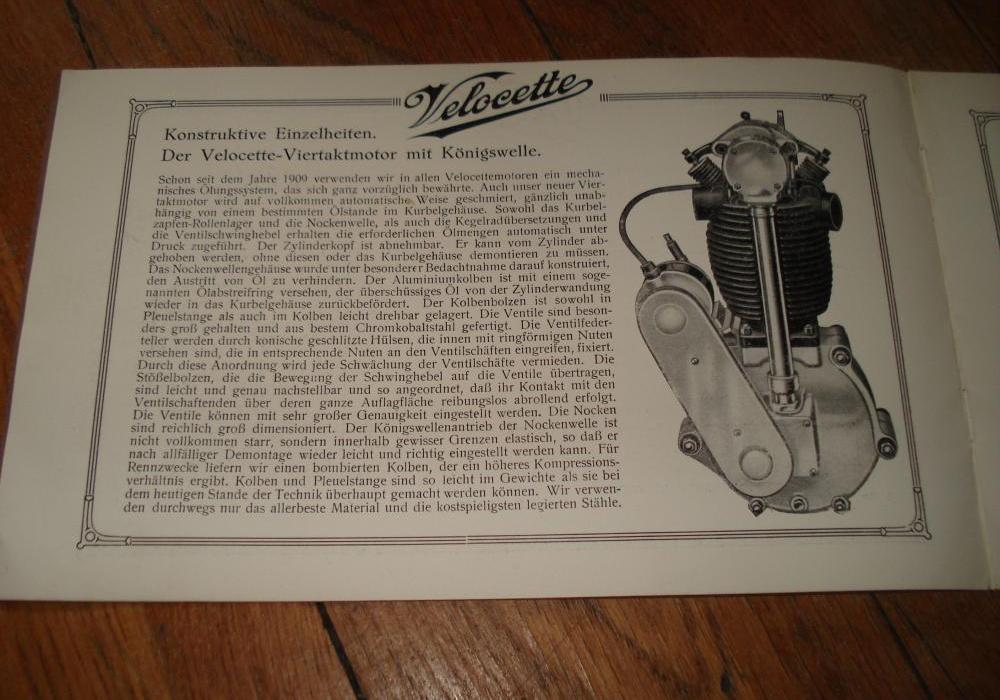 Velocette
Konstruktive Einzelheiten.
Der Velocette-Viertaktmotor mit Königswelle.
Schon seit dem Jahre 1909 verwenden wir in allen Velocettemotoren ein mecha-
nisches Ölungssystem, das sich ganz vorzüglich bewährte. Auch unser neuer Vier-
taktmotor wird auf vollkommen automatische Weise geschmiert, gänzlich unab-
hängig von einem bestimmten Ölstande im Kurbelgehäuse. Sowohl das Kurbel-
zapfen-Rollenlager und die Nockenwelle, als auch die Kegelradübersetzungen und
die Ventilschwinghebel erhalten die erforderlichen Ölmengen automatisch unter
Druck zugeführt. Der Zylinderkopf ist abnehmbar. Er kann vom Zylinder ab-
gehoben werden, ohne diesen oder das Kurbelgehäuse demontieren zu müssen.
Das Nockenwellengehäuse wurde unter besonderer Bedachtnahme darauf konstruiert,
den Austritt von Öl zu verhindern. Der Aluminiumkolben ist mit einem soge-
nannten Ölabstreifring versehen, der überschüssiges Öl von der Zylinderwandung
wieder in das Kurbelgehäuse zurückbefördert. Der Kolbenbolzen ist sowohl in
Pleuelstange als auch im Kolben leicht drehbar gelagert. Die Ventile sind beson-
ders groß gehalten und aus bestem Chromkobaltstahl gefertigt. Die Ventilfeder-
teller werden durch konische geschlitzte Hülsen, die innen mit ringförmigen Nuten
versehen sind, die in entsprechende Nuten an den Ventilschäften eingreifen, fixiert.
Durch diese Anordnung wird jede Schwächung der Ventilschäfte vermieden. Die
Stößelbolzen, die die Bewegung der Schwinghebel auf die Ventile übertragen,
sind leicht und genau nachstellbar und so angeordnet, daß ihr Kontakt mit den
Ventilschaftenden über deren ganze Auflagfläche reibungslos abrollend erfolgt.
Die Ventile können mit sehr großer Genauigkeit eingestellt werden. Die Nocken
sind reichlich groß dimensioniert. Der Königswellenantrieb der Nockenwelle ist
nicht vollkommen starr, sondern innerhalb gewisser Grenzen elastisch, so daß er
nach allfälliger Demontage wieder leicht und richtig eingestellt werden kann. Für
Rennzwecke liefern wir einen bombierten Kolben, der ein höheres Kompressions-
verhältnis ergibt. Kolben und Pleuelstange sind so leicht im Gewichte als sie bei
dem heutigen Stande der Technik überhaupt gemacht werden können. Wir verwen-
den durchwegs nur das allerbeste Material und die kostspieligsten legierten Stähle.